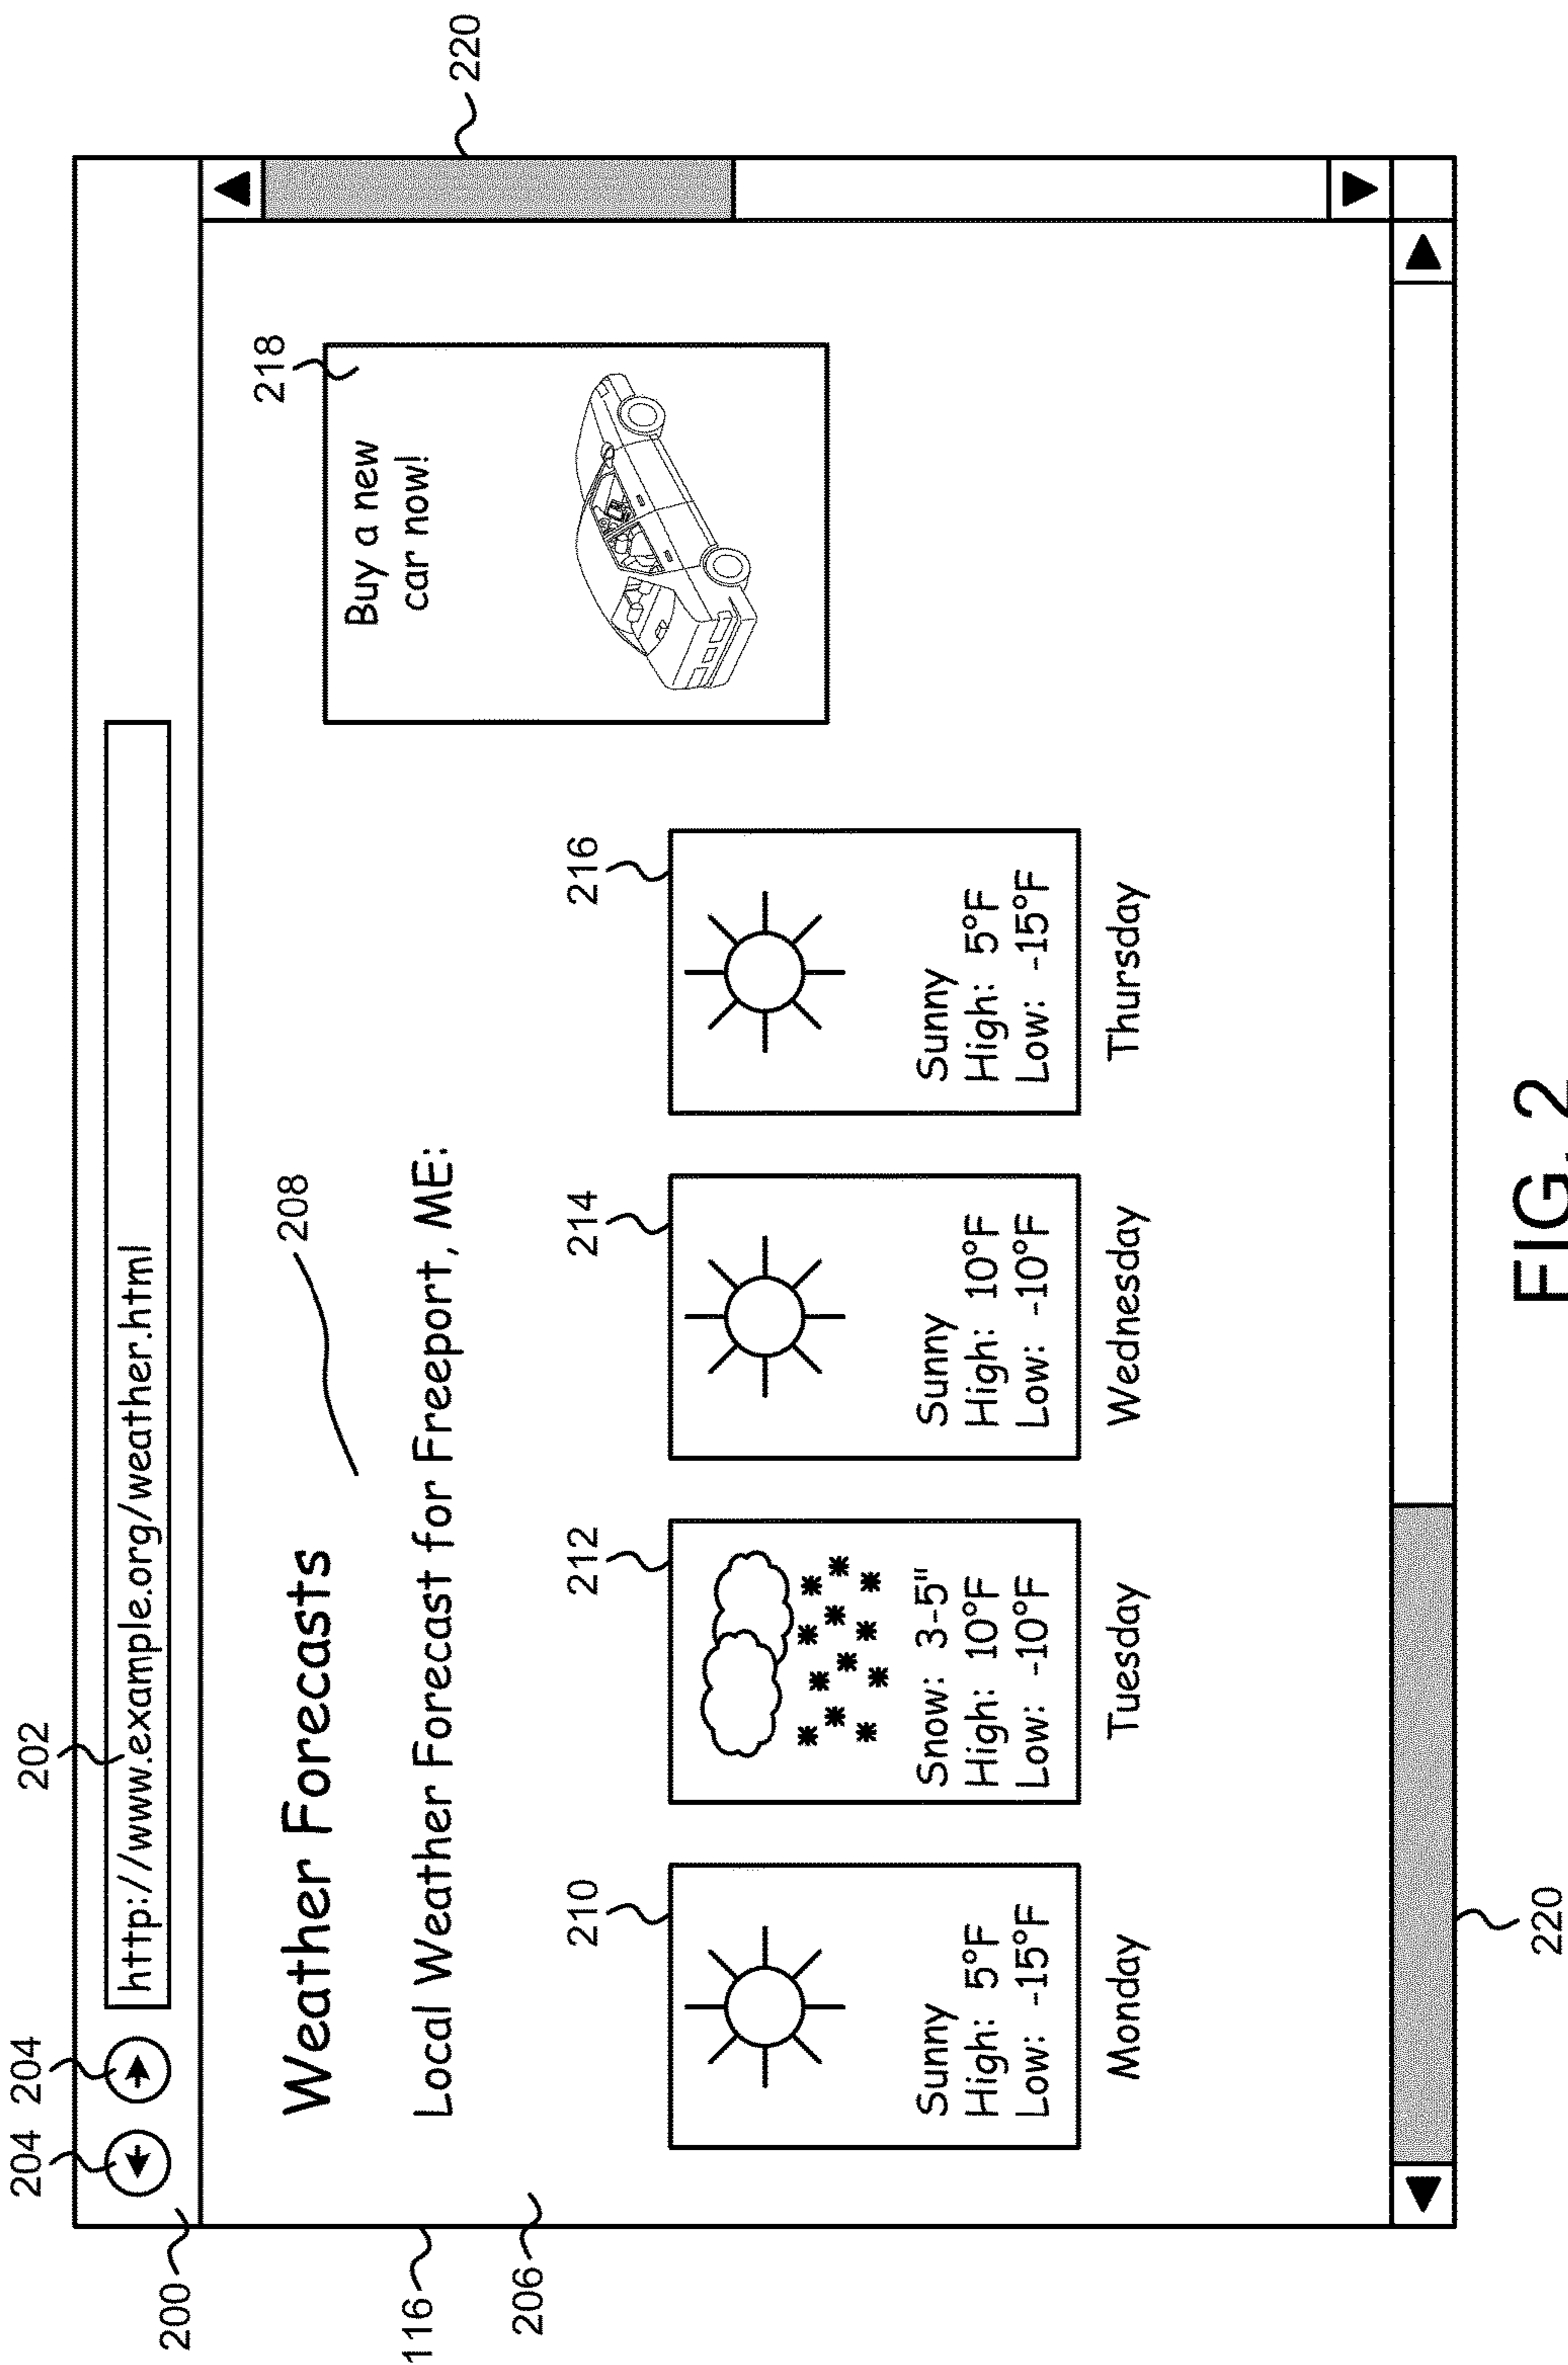 204
204
202
http://www.example.org/weather.html
200
116
206
Weather Forecasts
208
Local Weather Forecast for Freeport, ME:
218
Buy a new
car now!
220
210
Sunny
High: 5°F
Low: -15°F
Monday
212
Snow: 3-5"
High: 10°F
Low: -10°F
Tuesday
214
Sunny
High: 10°F
Low: -10°F
Wednesday
216
Sunny
High: 5°F
Low: -15°F
Thursday
220
FIG. 2